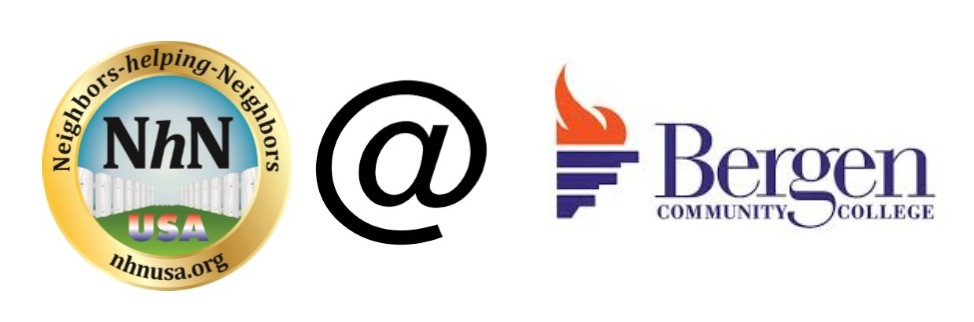 Neighbors-helping-Neighbors
NhN
USA
nhnusa.org
@
Bergen
COMMUNITY COLLEGE